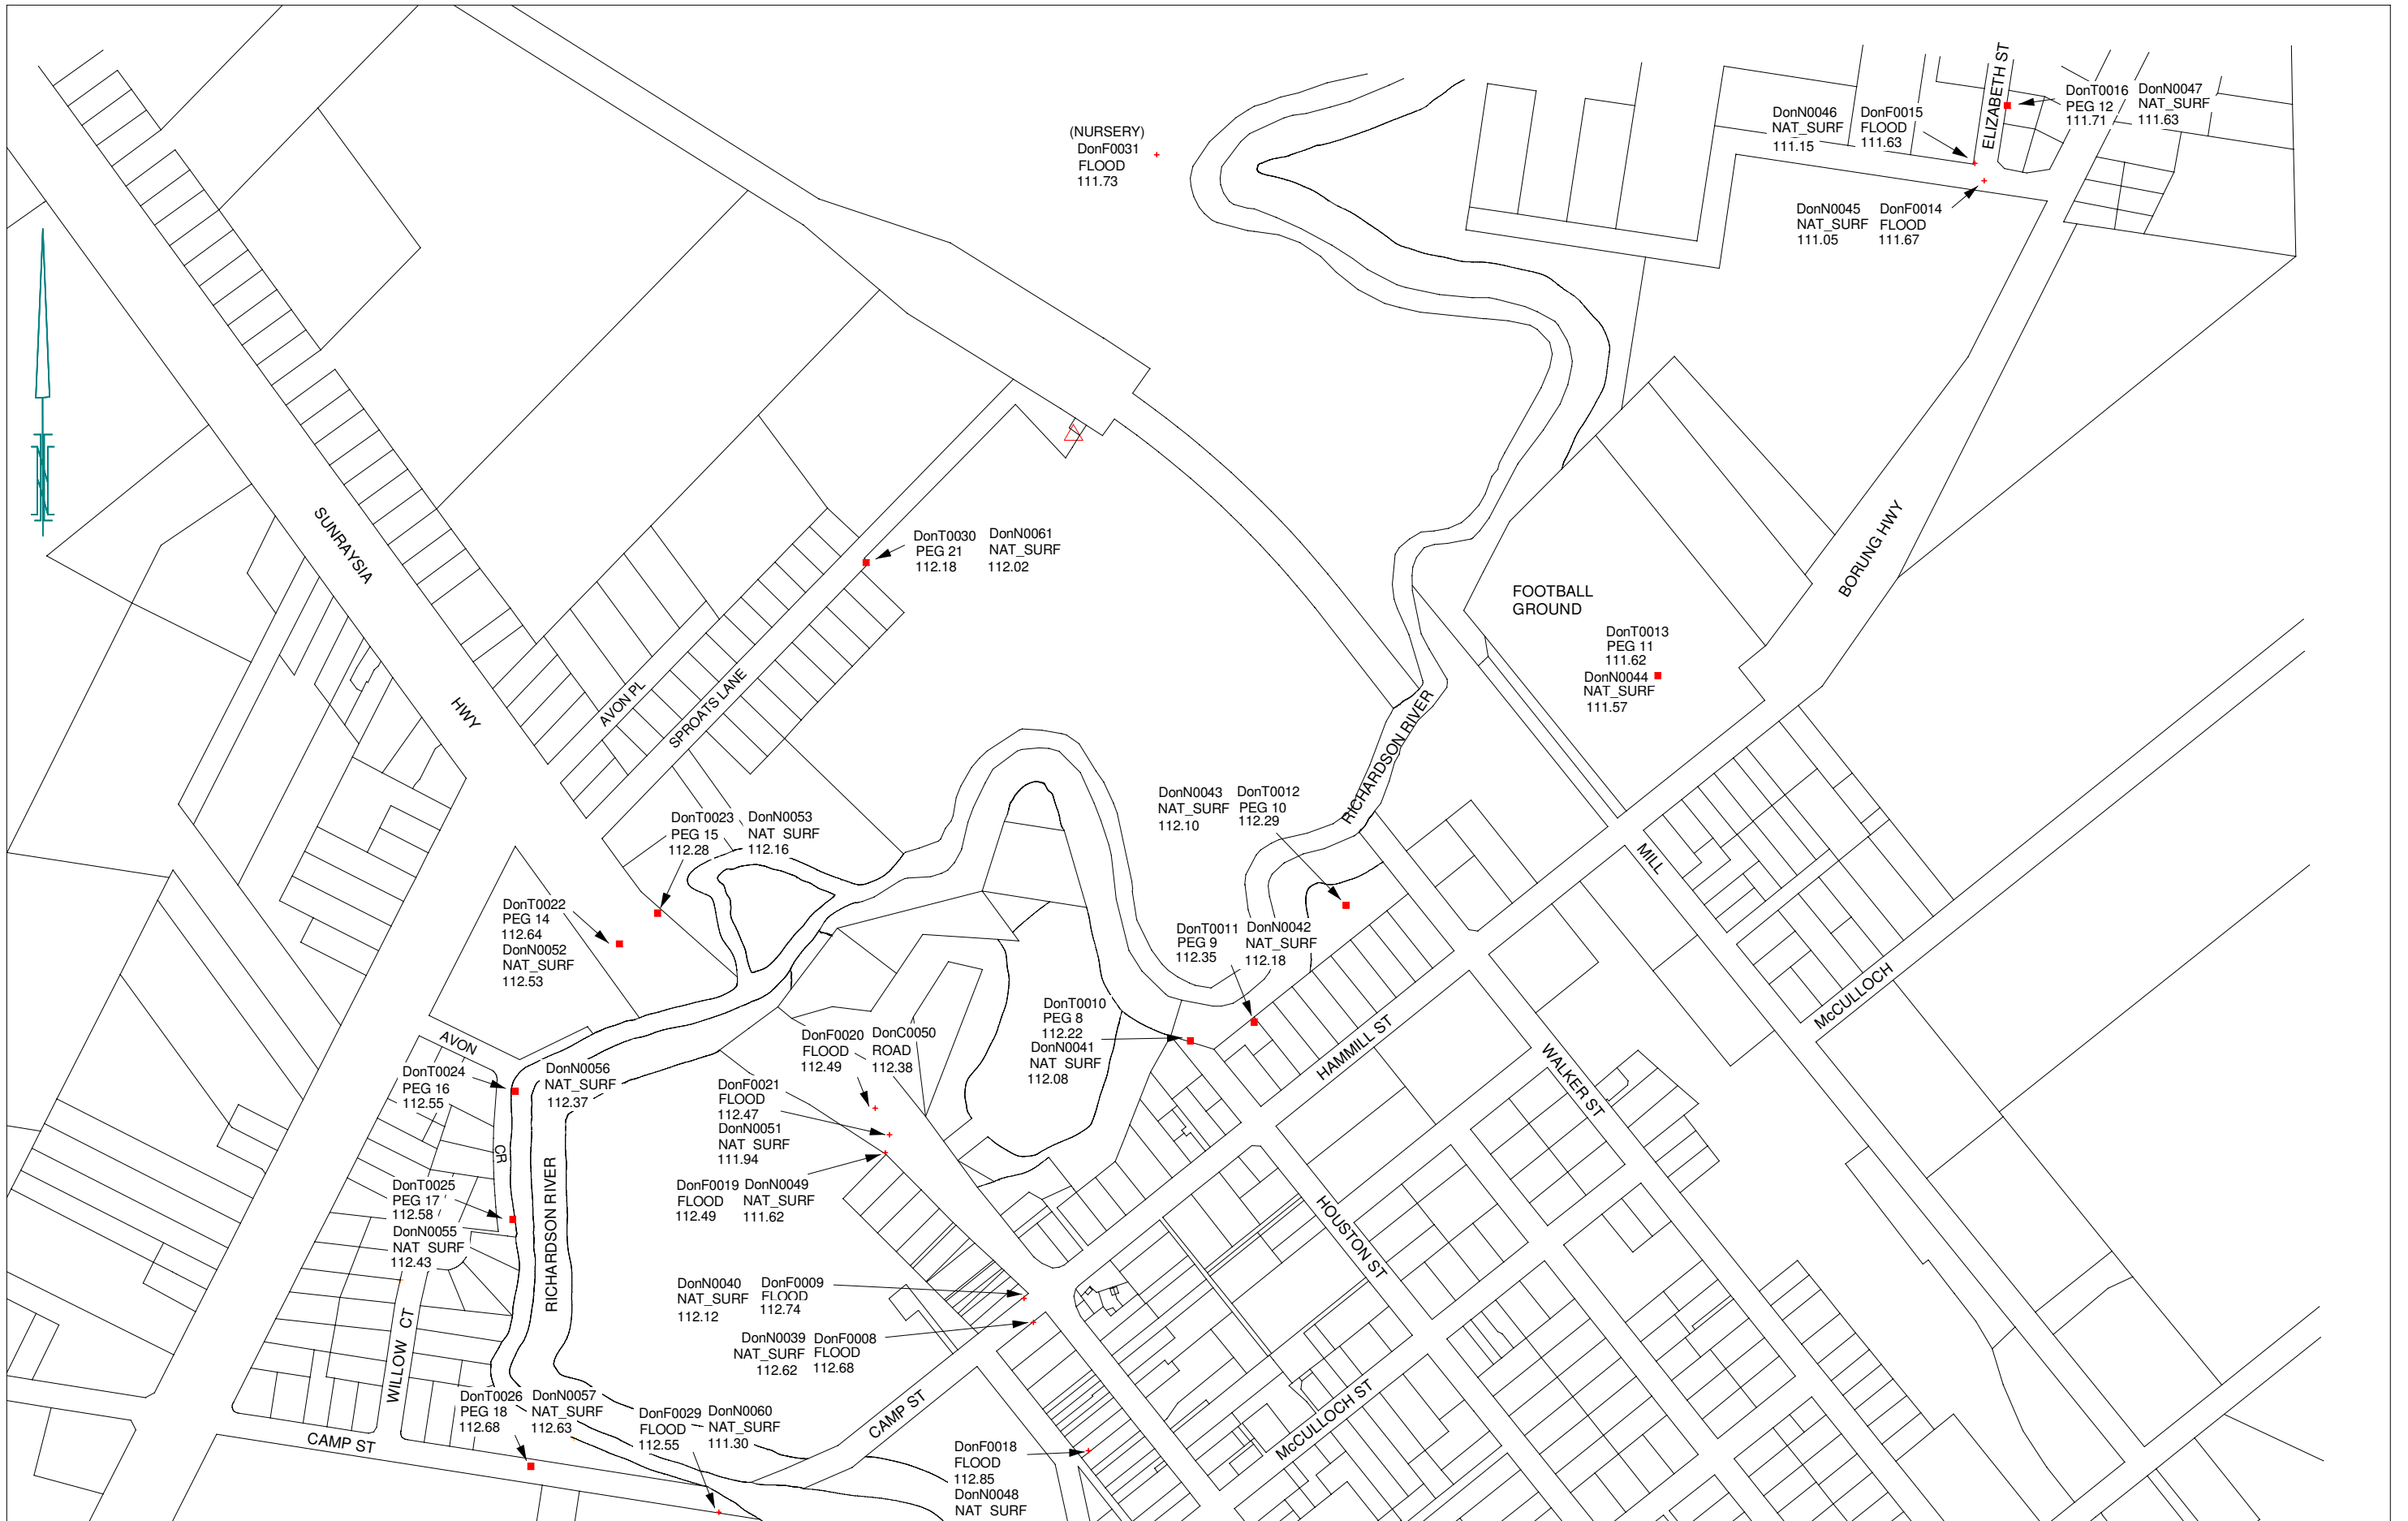 ELIZABETH ST
DonT0016
PEG 12
111.71
DonN0047
NAT_SURF
111.63
DonN0046
NAT_SURF
111.15
DonF0015
FLOOD
111.63
(NURSERY)
DonF0031
FLOOD
111.73
DonN0045
NAT_SURF
111.05
DonF0014
FLOOD
111.67
N
SUNRAYSIA
HWY
DonT0030
PEG 21
112.18
DonN0061
NAT_SURF
112.02
BORUNG HWY
FOOTBALL
GROUND
DonT0013
PEG 11
111.62
DonN0044
NAT_SURF
111.57
AVON PL
SPROATS LANE
RICHARDSON RIVER
DonN0043
NAT_SURF
112.10
DonT0012
PEG 10
112.29
DonT0023
PEG 15
112.28
DonN0053
NAT_SURF
112.16
MILL
DonT0022
PEG 14
112.64
DonN0052
NAT_SURF
112.53
DonT0011
PEG 9
112.35
DonN0042
NAT_SURF
112.18
McCULLOCH
DonT0010
PEG 8
112.22
DonN0041
NAT_SURF
112.08
HAMMILL ST
WALKER ST
AVON
CR
DonT0024
PEG 16
112.55
DonN0056
NAT_SURF
112.37
DonF0020
FLOOD
112.49
DonC0050
ROAD
112.38
DonF0021
FLOOD
112.47
DonN0051
NAT_SURF
111.94
DonF0019
FLOOD
112.49
DonN0049
NAT_SURF
111.62
DonT0025
PEG 17
112.58
DonN0055
NAT_SURF
112.43
RICHARDSON RIVER
HOUSTON ST
DonN0040
NAT_SURF
112.12
DonF0009
FLOOD
112.74
DonN0039
NAT_SURF
112.62
DonF0008
FLOOD
112.68
WILLOW CT
DonT0026
PEG 18
112.68
DonN0057
NAT_SURF
112.63
DonF0029
FLOOD
112.55
DonN0060
NAT_SURF
111.30
CAMP ST
CAMP ST
McCULLOCH ST
DonF0018
FLOOD
112.85
DonN0048
NAT_SURF